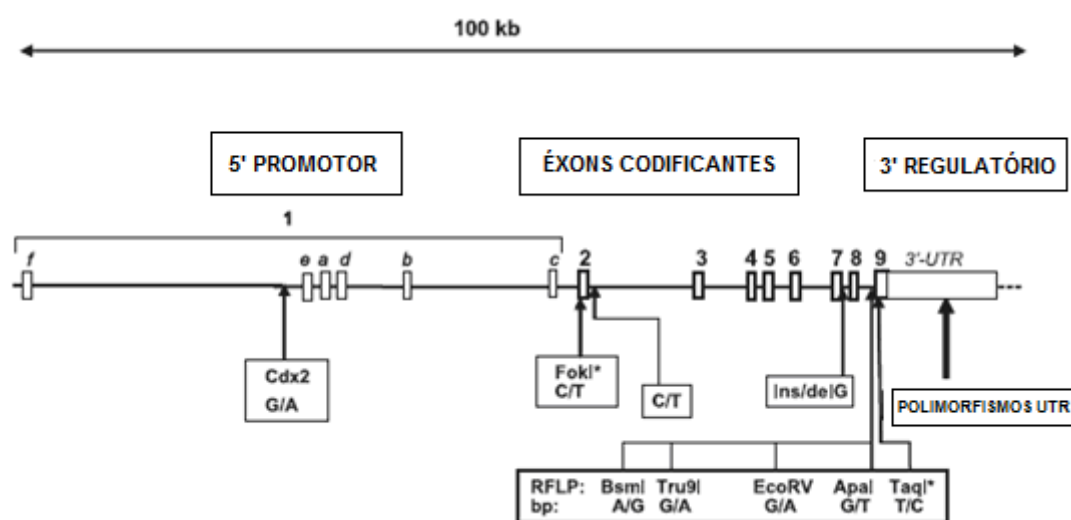 100 kb
5' PROMOTOR ÉXONS CODIFICANTES 3' REGULATÓRIO
1
f e a d b c 2 3 4 5 6 7 8 9 3'-UTR
Cdx2
G/A
FokI*
C/T
C/T
Ins/delG
POLIMORFISMOS UTR
RFLP: BsmI Tru9I EcoRV ApaI TaqI*
bp: A/G G/A G/A G/T T/C